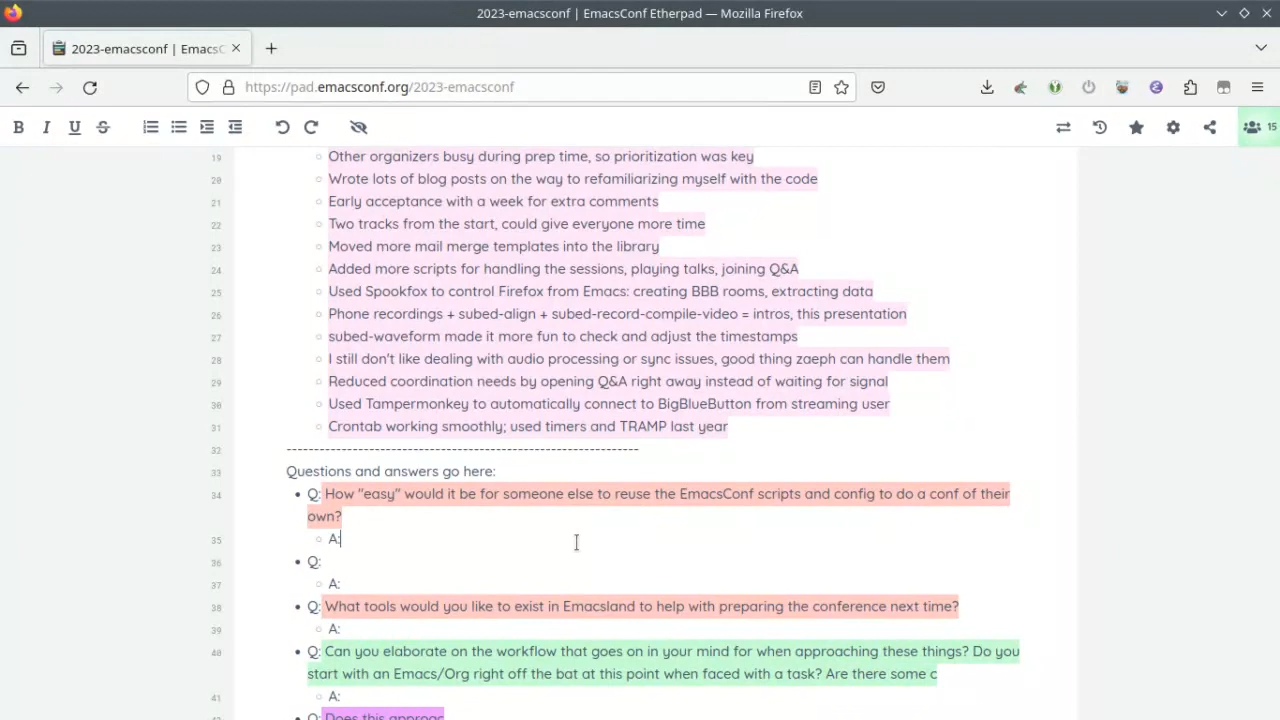 2023-emacsconf | EmacsConf Etherpad — Mozilla Firefox
2023-emacsconf | EmacsC
https://pad.emacsconf.org/2023-emacsconf
B I U S 15
19 Other organizers busy during prep time, so prioritization was key
20 Wrote lots of blog posts on the way to refamiliarizing myself with the code
21 Early acceptance with a week for extra comments
22 Two tracks from the start, could give everyone more time
23 Moved more mail merge templates into the library
24 Added more scripts for handling the sessions, playing talks, joining Q&A
25 Used Spookfox to control Firefox from Emacs: creating BBB rooms, extracting data
26 Phone recordings + subed-align + subed-record-compile-video = intros, this presentation
27 subed-waveform made it more fun to check and adjust the timestamps
28 I still don't like dealing with audio processing or sync issues, good thing zaeph can handle them
29 Reduced coordination needs by opening Q&A right away instead of waiting for signal
30 Used Tampermonkey to automatically connect to BigBlueButton from streaming user
31 Crontab working smoothly; used timers and TRAMP last year
32 ----------------------------------------------------------------
33 Questions and answers go here:
34 Q: How "easy" would it be for someone else to reuse the EmacsConf scripts and config to do a conf of their
own?
35 A:
36 Q:
37 A:
38 Q: What tools would you like to exist in Emacsland to help with preparing the conference next time?
39 A:
40 Q: Can you elaborate on the workflow that goes on in your mind for when approaching these things? Do you
start with an Emacs/Org right off the bat at this point when faced with a task? Are there some c
41 A:
42 Q: Does this approac